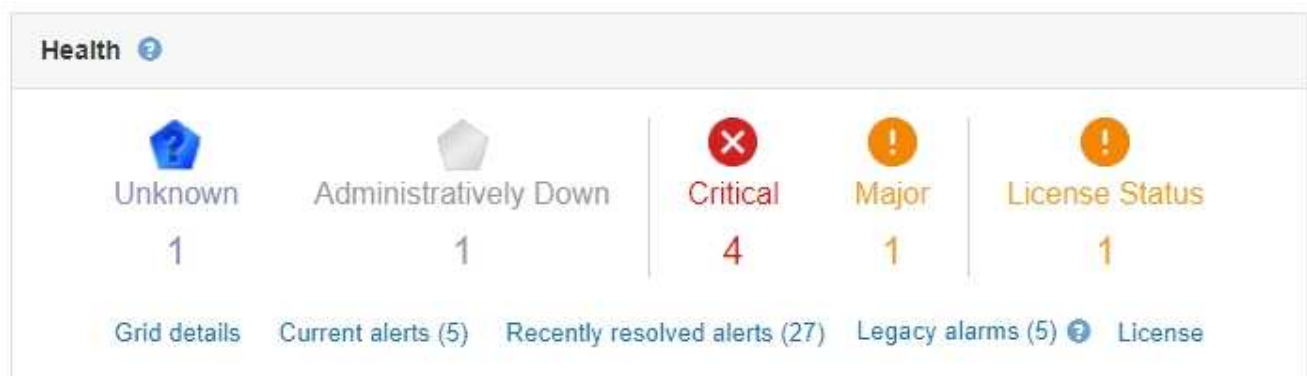 Health ?
?
Unknown Administratively Down Critical Major License Status
1 1 4 1 1
Grid details Current alerts (5) Recently resolved alerts (27) Legacy alarms (5) ? License